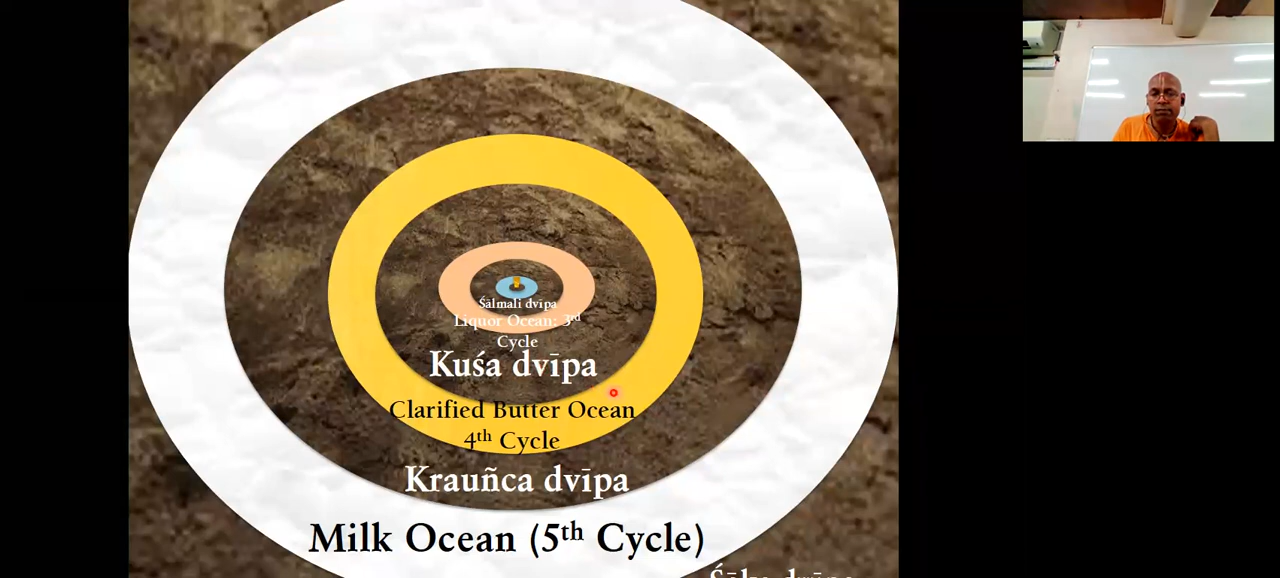 Śālmali dvīpa
Liquor Ocean: 3rd
Cycle
Kuśa dvīpa
Clarified Butter Ocean
4th Cycle
Krauñca dvīpa
Milk Ocean (5th Cycle)